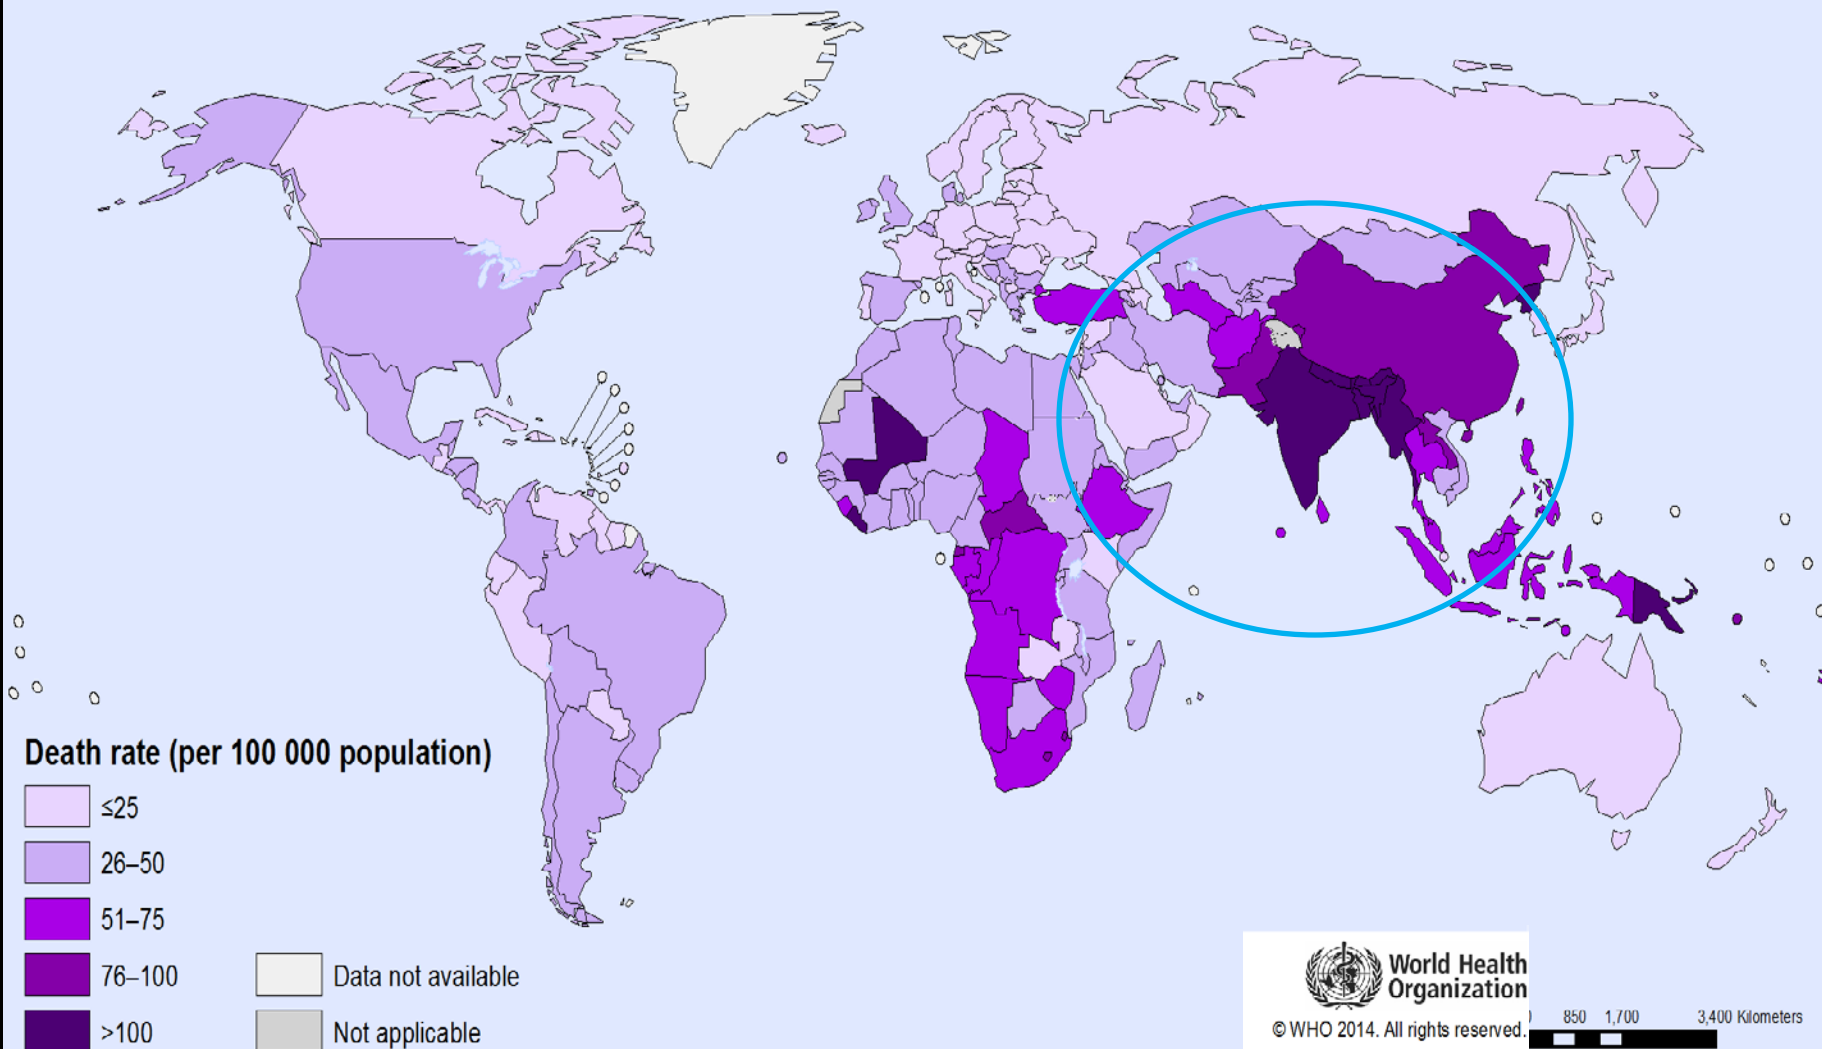 Death rate (per 100 000 population)
≤25
26–50
51–75
76–100
>100
Data not available
Not applicable
World Health
Organization
© WHO 2014. All rights reserved.
850 1,700 3,400 Kilometers